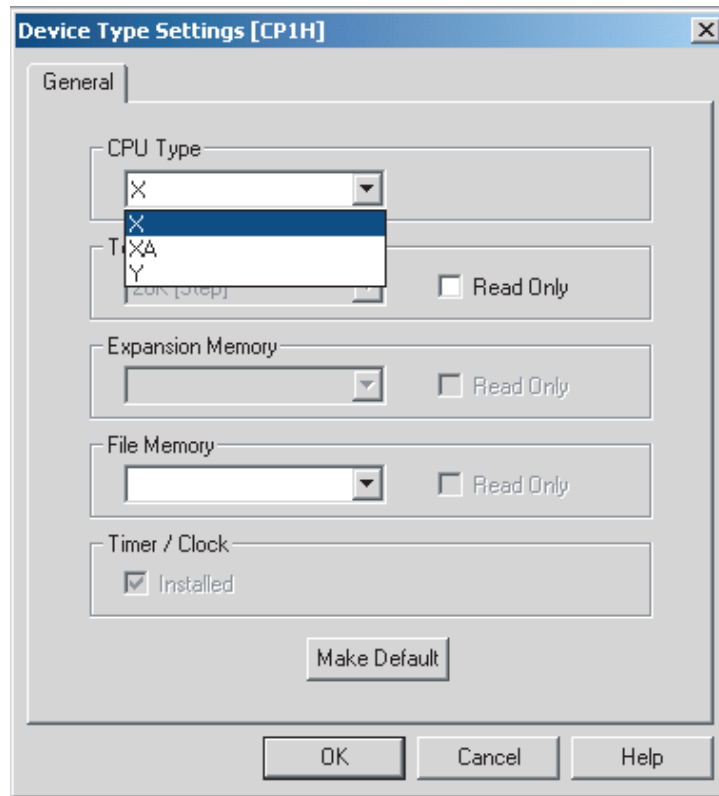 Device Type Settings [CP1H]
General
CPU Type
X
X
XA
Y
Read Only
Expansion Memory
Read Only
File Memory
Read Only
Timer / Clock
Installed
Make Default
OK Cancel Help